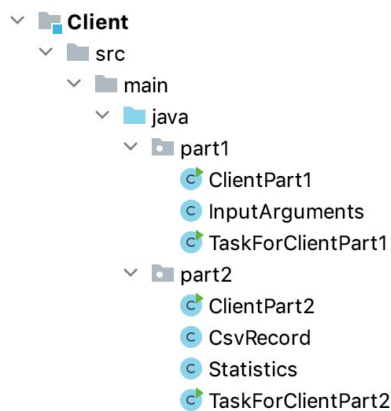 Client
src
main
java
part1
ClientPart1
InputArguments
TaskForClientPart1
part2
ClientPart2
CsvRecord
Statistics
TaskForClientPart2